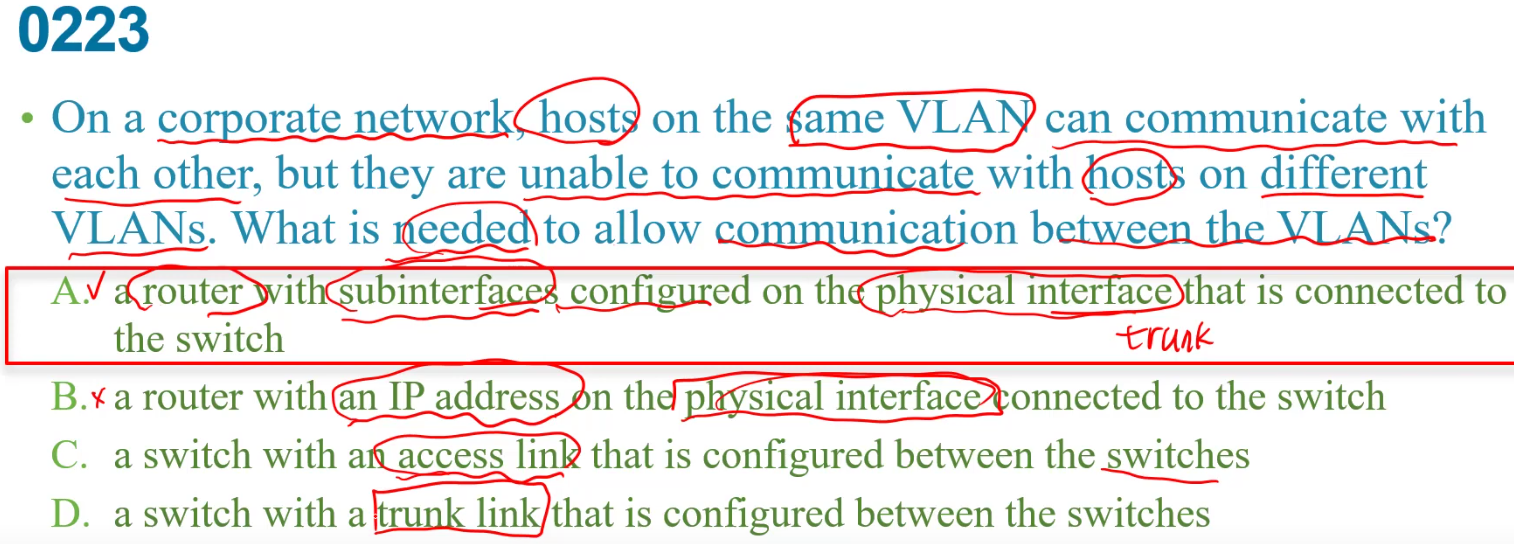 0223
• On a corporate network, hosts on the same VLAN can communicate with
each other, but they are unable to communicate with hosts on different
VLANs. What is needed to allow communication between the VLANs?
A.✓ a router with subinterfaces configured on the physical interface that is connected to
the switch
trunk
B.× a router with an IP address on the physical interface connected to the switch
C. a switch with an access link that is configured between the switches
D. a switch with a trunk link that is configured between the switches